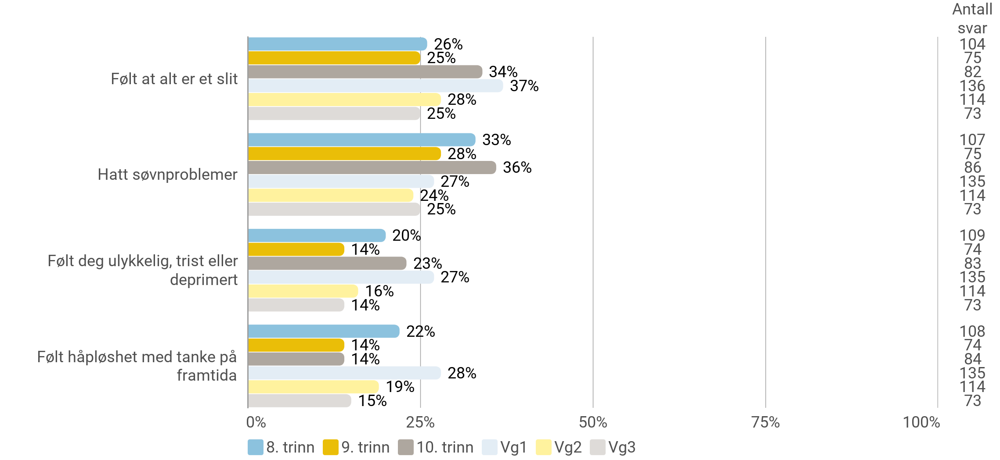 Antall
svar
Følt at alt er et slit
26% 104
25% 75
34% 82
37% 136
28% 114
25% 73
Hatt søvnproblemer
33% 107
28% 75
36% 86
27% 135
24% 114
25% 73
Følt deg ulykkelig, trist eller
deprimert
20% 109
14% 74
23% 83
27% 135
16% 114
14% 73
Følt håpløshet med tanke på
framtida
22% 108
14% 74
14% 84
28% 135
19% 114
15% 73
0% 25% 50% 75% 100%
8. trinn 9. trinn 10. trinn Vg1 Vg2 Vg3